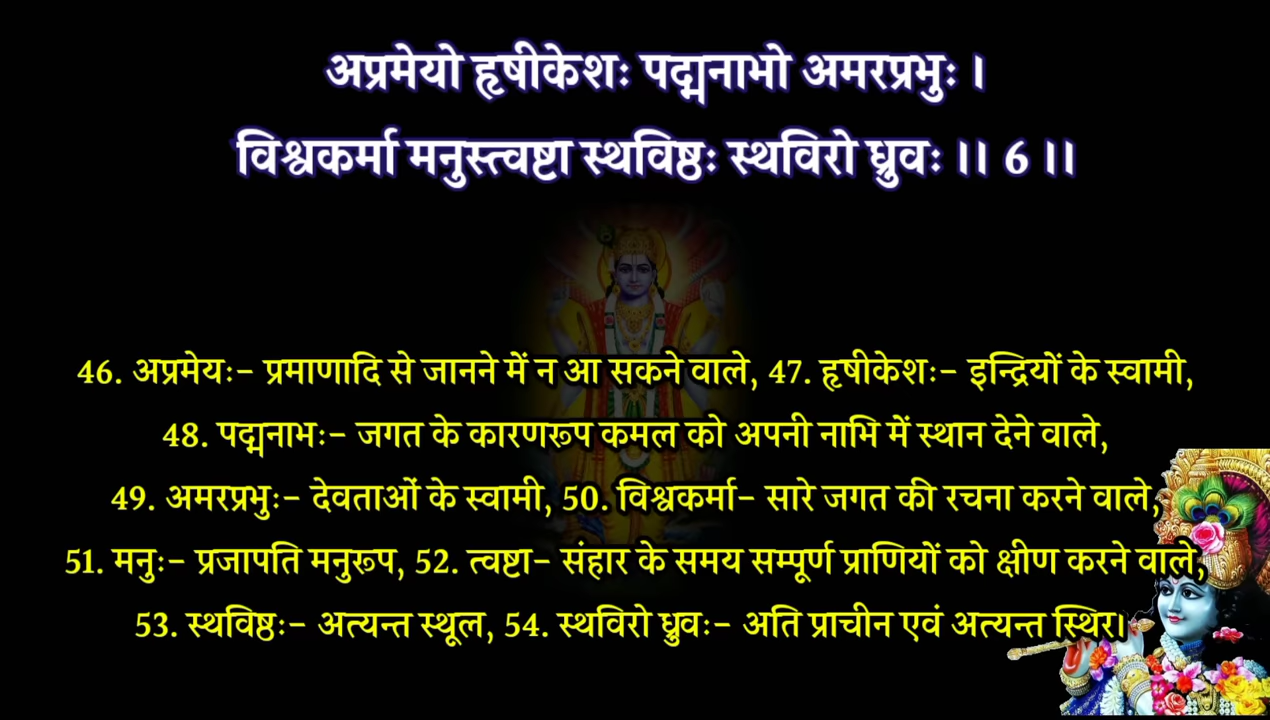 अप्रमेयो हृषीकेशः पद्मनाभो अमरप्रभुः ।
विश्वकर्मा मनुस्त्वष्टा स्थविष्ठः स्थविरो ध्रुवः ।। 6 ।।
46. अप्रमेयः- प्रमाणादि से जानने में न आ सकने वाले, 47. हृषीकेशः- इन्द्रियों के स्वामी,
48. पद्मनाभः- जगत के कारणरूप कमल को अपनी नाभि में स्थान देने वाले,
49. अमरप्रभुः- देवताओं के स्वामी, 50. विश्वकर्मा- सारे जगत की रचना करने वाले,
51. मनुः- प्रजापति मनुरूप, 52. त्वष्टा- संहार के समय सम्पूर्ण प्राणियों को क्षीण करने वाले,
53. स्थविष्ठः- अत्यन्त स्थूल, 54. स्थविरो ध्रुवः- अति प्राचीन एवं अत्यन्त स्थिर।